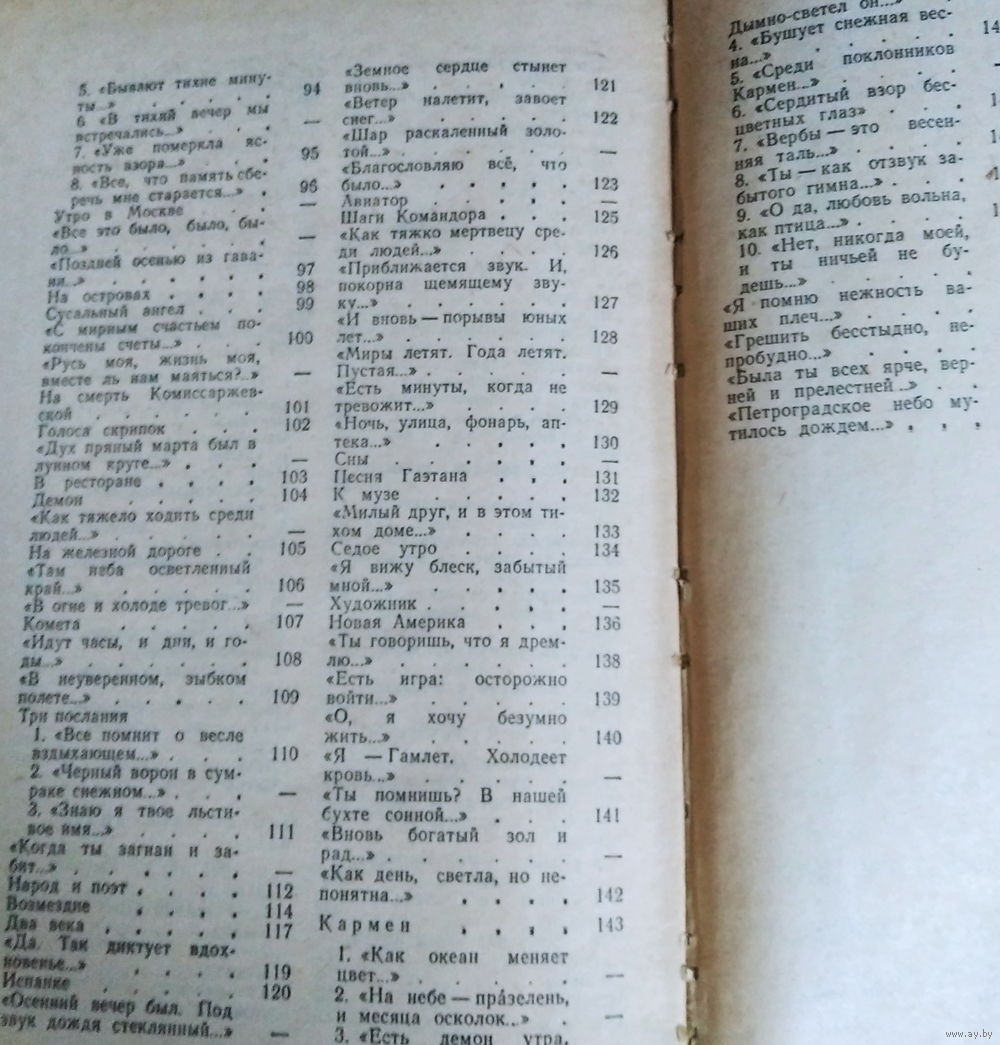 5. «Бывают тихие мину-
ты...» . . . . . 94
6. «В тихий вечер мы
встречались...» . . . —
7. «Уже померкла яс-
ность взора...» . . 95
8. «Все, что память сбе-
речь мне старается...» . 96
Утро в Москве . . —
«Все это было, было, бы-
ло...» . . . . . . —
«Поздней осенью из гава-
ни...» . . . . . . 97
На островах . . . . 98
Сусальный ангел . . . 99
«С мирным счастьем по-
кончены счеты...» . . . 100
«Русь моя, жизнь моя,
вместе ль нам маяться?..» —
На смерть Комиссаржев-
ской . . . . . . 101
Голоса скрипок . . . 102
«Дух пряный марта был в
лунном круге...» . . . —
В ресторане . . . . 103
Демон . . . . . 104
«Как тяжело ходить среди
людей...» . . . . . —
На железной дороге . . 105
«Там неба осветленный
край...» . . . . . 106
«В огне и холоде тревог...» —
Комета . . . . . 107
«Идут часы, и дни, и го-
ды...» . . . . . . 108
«В неуверенном, зыбком
полете...» . . . . . 109
Три послания
1. «Все помнит о весле
вздыхающем...» . . . 110
2. «Черный ворон в сум-
раке снежном...» . . . —
3. «Знаю я твое льсти-
вое имя...» . . . . 111
«Когда ты загнан и за-
бит...» . . . . . . —
Народ и поэт . . . . 112
Возмездие . . . . 114
Два века . . . . . 117
«Да. Так диктует вдох-
новенье...» . . . . 119
Испанке . . . . . 120
«Осенний вечер был. Под
звук дождя стеклянный...» —
«Земное сердце стынет
вновь...» . . . . . 121
«Ветер налетит, завоет
снег...» . . . . . 122
«Шар раскаленный золо-
той...» . . . . . . —
«Благословляю всё, что
было...» . . . . . 123
Авиатор . . . . . —
Шаги Командора . . . 125
«Как тяжко мертвецу сре-
ди людей...» . . . . 126
«Приближается звук. И,
покорна щемящему зву-
ку...» . . . . . . 127
«И вновь — порывы юных
лет...» . . . . . . 128
«Миры летят. Года летят.
Пустая...» . . . . . —
«Есть минуты, когда не
тревожит...» . . . . 129
«Ночь, улица, фонарь, ап-
тека...» . . . . . 130
Сны . . . . . . —
Песня Гаэтана . . . 131
К музе . . . . . 132
«Милый друг, и в этом ти-
хом доме...» . . . . 133
Седое утро . . . . 134
«Я вижу блеск, забытый
мной...» . . . . . 135
Художник . . . . . —
Новая Америка . . . 136
«Ты говоришь, что я дрем-
лю...» . . . . . . 138
«Есть игра: осторожно
войти...» . . . . . 139
«О, я хочу безумно
жить...» . . . . . 140
«Я — Гамлет. Холодеет
кровь...» . . . . . —
«Ты помнишь? В нашей
бухте сонной...» . . . 141
«Вновь богатый зол и
рад...» . . . . . . —
«Как день, светла, но не-
понятна...» . . . . 142
Кармен . . . . 143
1. «Как океан меняет
цвет...» . . . . . —
2. «На небе — пра́зелень,
и месяца осколок...» . —
3. «Есть демон утра.
Дымно-светел он...»
4. «Бушует снежная вес-
на...» . . . . . 14
5. «Среди поклонников
Кармен...» . . . . —
6. «Сердитый взор бес-
цветных глаз» . . . 1
7. «Вербы — это весен-
няя таль...» . . . . 1
8. «Ты — как отзвук за-
бытого гимна...» . . . 1
9. «О да, любовь вольна,
как птица...» . . . . 1
10. «Нет, никогда моей,
и ты ничьей не бу-
дешь...» . . . . .
«Я помню нежность ва-
ших плеч...» . . . .
«Грешить бесстыдно, не-
пробудно...» . . . .
«Была ты всех ярче, вер-
ней и прелестней...» . .
«Петроградское небо му-
тилось дождем...» . . .
www.ay.by